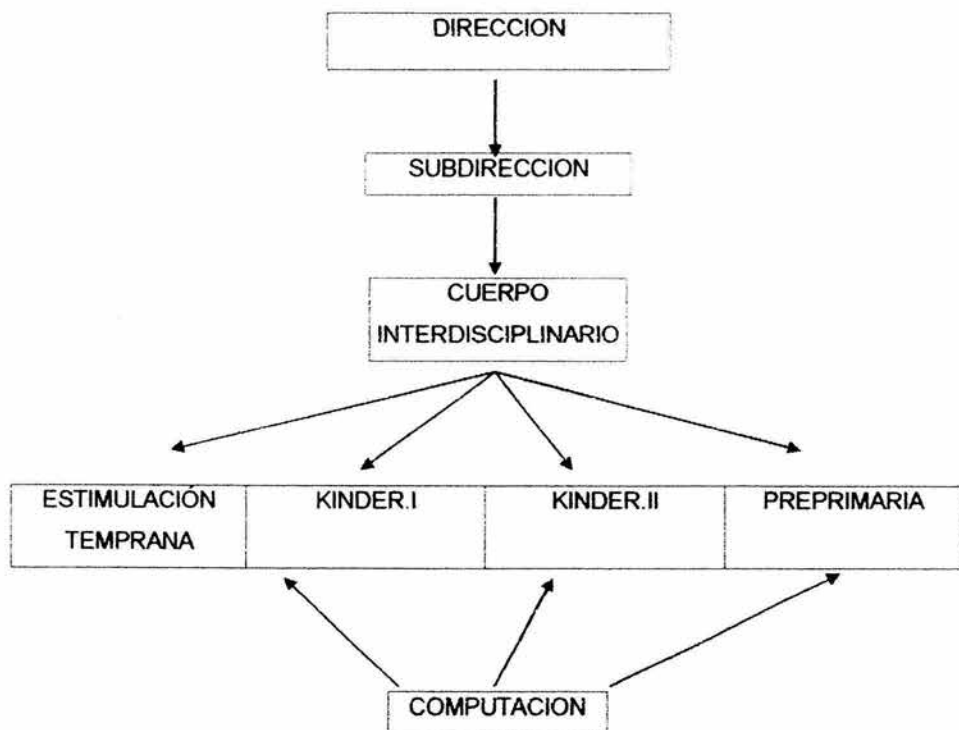 DIRECCION
SUBDIRECCION
CUERPO
INTERDISCIPLINARIO
ESTIMULACIÓN
TEMPRANA
KINDER.I
KINDER.II
PREPRIMARIA
COMPUTACION